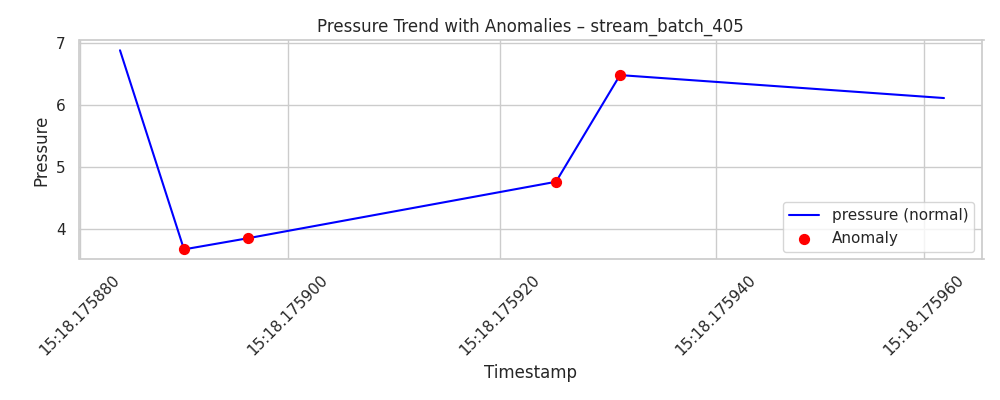 Pressure Trend with Anomalies – stream_batch_405
Pressure
7
6
5
4
pressure (normal)
Anomaly
15:18.175880
15:18.175900
15:18.175920
15:18.175940
15:18.175960
Timestamp